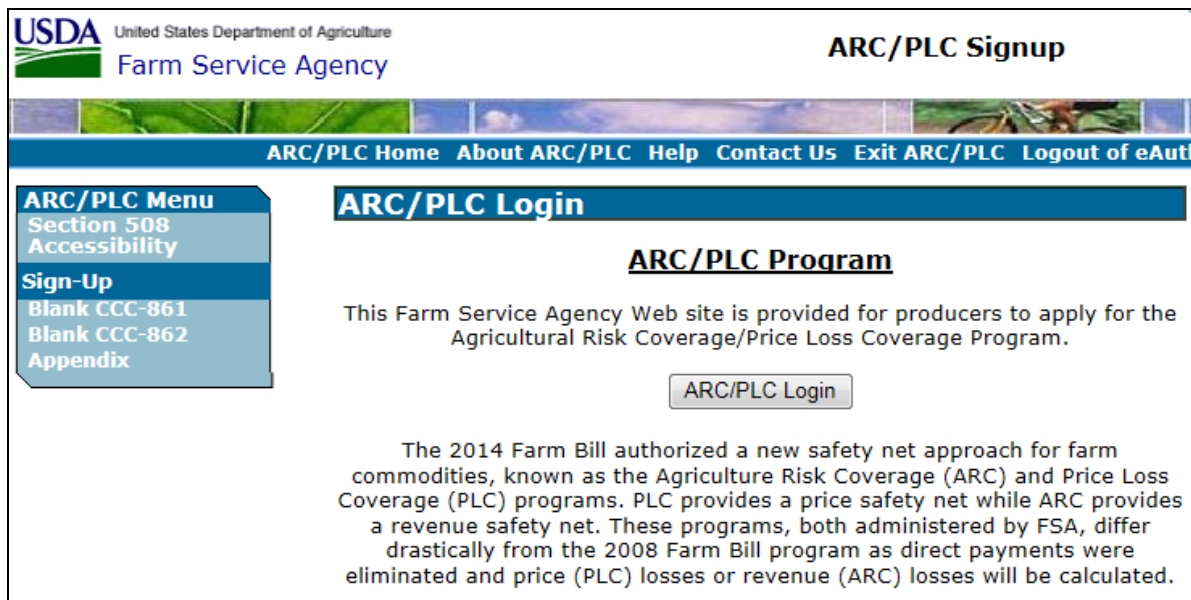 USDA United States Department of Agriculture
Farm Service Agency
ARC/PLC Signup
ARC/PLC Home About ARC/PLC Help Contact Us Exit ARC/PLC Logout of eAut
ARC/PLC Menu
Section 508
Accessibility
Sign-Up
Blank CCC-861
Blank CCC-862
Appendix
ARC/PLC Login
ARC/PLC Program
This Farm Service Agency Web site is provided for producers to apply for the
Agricultural Risk Coverage/Price Loss Coverage Program.
ARC/PLC Login
The 2014 Farm Bill authorized a new safety net approach for farm
commodities, known as the Agriculture Risk Coverage (ARC) and Price Loss
Coverage (PLC) programs. PLC provides a price safety net while ARC provides
a revenue safety net. These programs, both administered by FSA, differ
drastically from the 2008 Farm Bill program as direct payments were
eliminated and price (PLC) losses or revenue (ARC) losses will be calculated.